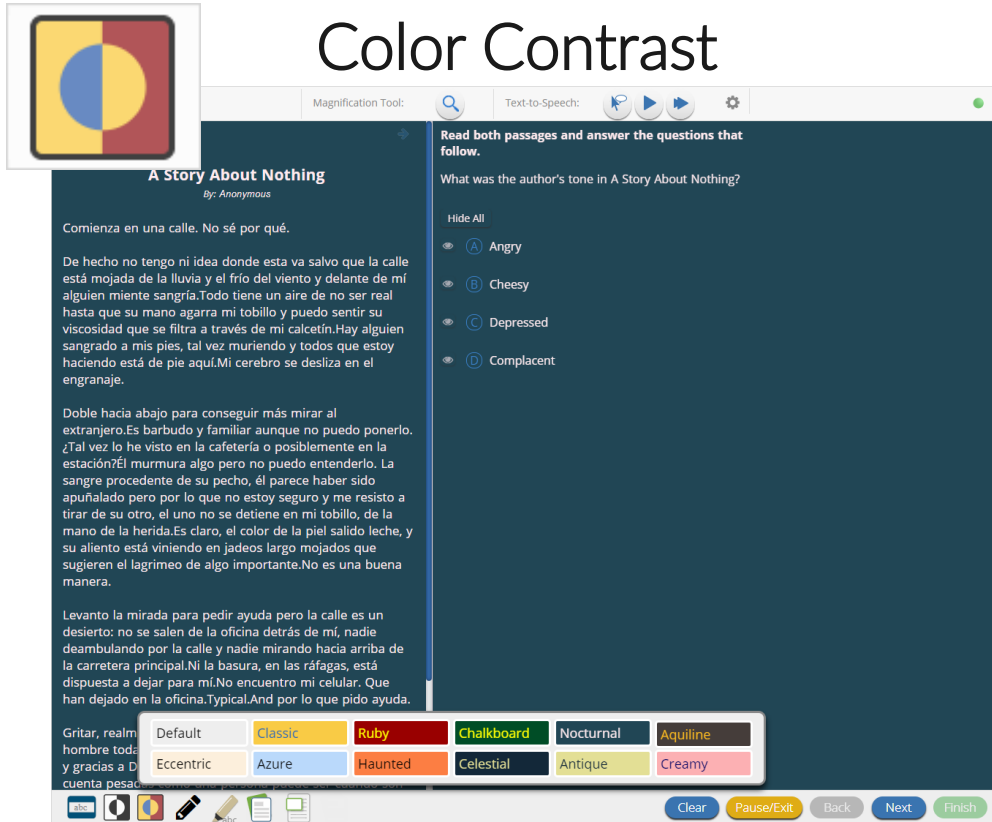 Color Contrast
Magnification Tool:
Text-to-Speech:
A Story About Nothing
By: Anonymous
Comienza en una calle. No sé por qué.
De hecho no tengo ni idea donde esta va salvo que la calle
está mojada de la lluvia y el frío del viento y delante de mí
alguien miente sangría.Todo tiene un aire de no ser real
hasta que su mano agarra mi tobillo y puedo sentir su
viscosidad que se filtra a través de mi calcetín.Hay alguien
sangrado a mis pies, tal vez muriendo y todos que estoy
haciendo está de pie aquí.Mi cerebro se desliza en el
engranaje.
Doble hacia abajo para conseguir más mirar al
extranjero.Es barbudo y familiar aunque no puedo ponerlo.
¿Tal vez lo he visto en la cafetería o posiblemente en la
estación?Él murmura algo pero no puedo entenderlo. La
sangre procedente de su pecho, él parece haber sido
apuñalado pero por lo que no estoy seguro y me resisto a
tirar de su otro, el uno no se detiene en mi tobillo, de la
mano de la herida.Es claro, el color de la piel salido leche, y
su aliento está viniendo en jadeos largo mojados que
sugieren el lagrimeo de algo importante.No es una buena
manera.
Levanto la mirada para pedir ayuda pero la calle es un
desierto: no se salen de la oficina detrás de mí, nadie
deambulando por la calle y nadie mirando hacia arriba de
la carretera principal.Ni la basura, en las ráfagas, está
dispuesta a dejar para mí.No encuentro mi celular. Que
han dejado en la oficina.Typical.And por lo que pido ayuda.
Gritar, realm
hombre toda
y gracias a D
cuenta pesad
Read both passages and answer the questions that
follow.
What was the author's tone in A Story About Nothing?
Hide All
A Angry
B Cheesy
C Depressed
D Complacent
Default Classic Ruby Chalkboard Nocturnal Aquiline
Eccentric Azure Haunted Celestial Antique Creamy
abc
abc
Clear Pause/Exit Back Next Finish